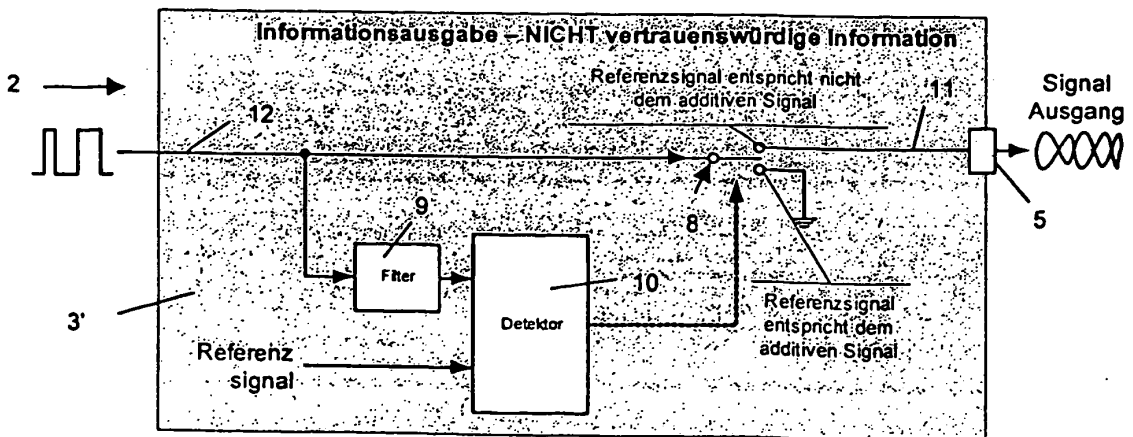 Informationsausgabe – NICHT vertrauenswürdige Information
2
12
Referenzsignal entspricht nicht
dem additiven Signal
11
Signal
Ausgang
8
5
9
Filter
10
Detektor
3'
Referenz
signal
Referenzsignal
entspricht dem
additiven Signal